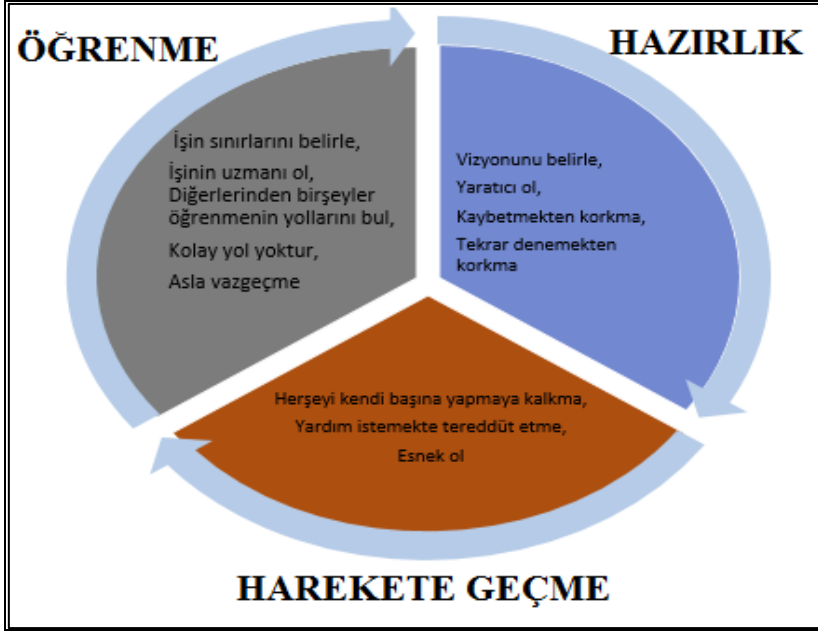 ÖĞRENME
HAZIRLIK
İşin sınırlarını belirle,
İşinin uzmanı ol,
Diğerlerinden birşeyler
öğrenmenin yollarını bul,
Kolay yol yoktur,
Asla vazgeçme
Vizyonunu belirle,
Yaratıcı ol,
Kaybetmekten korkma,
Tekrar denemekten
korkma
Herşeyi kendi başına yapmaya kalkma,
Yardım istemekte tereddüt etme,
Esnek ol
HAREKETE GEÇME